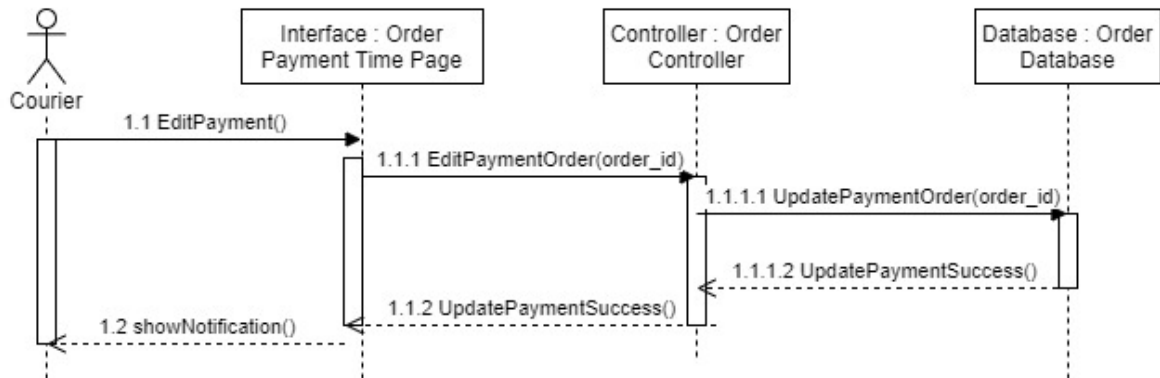 Courier
Interface : Order
Payment Time Page
Controller : Order
Controller
Database : Order
Database
1.1 EditPayment()
1.1.1 EditPaymentOrder(order_id)
1.1.1.1 UpdatePaymentOrder(order_id)
1.1.1.2 UpdatePaymentSuccess()
1.1.2 UpdatePaymentSuccess()
1.2 showNotification()